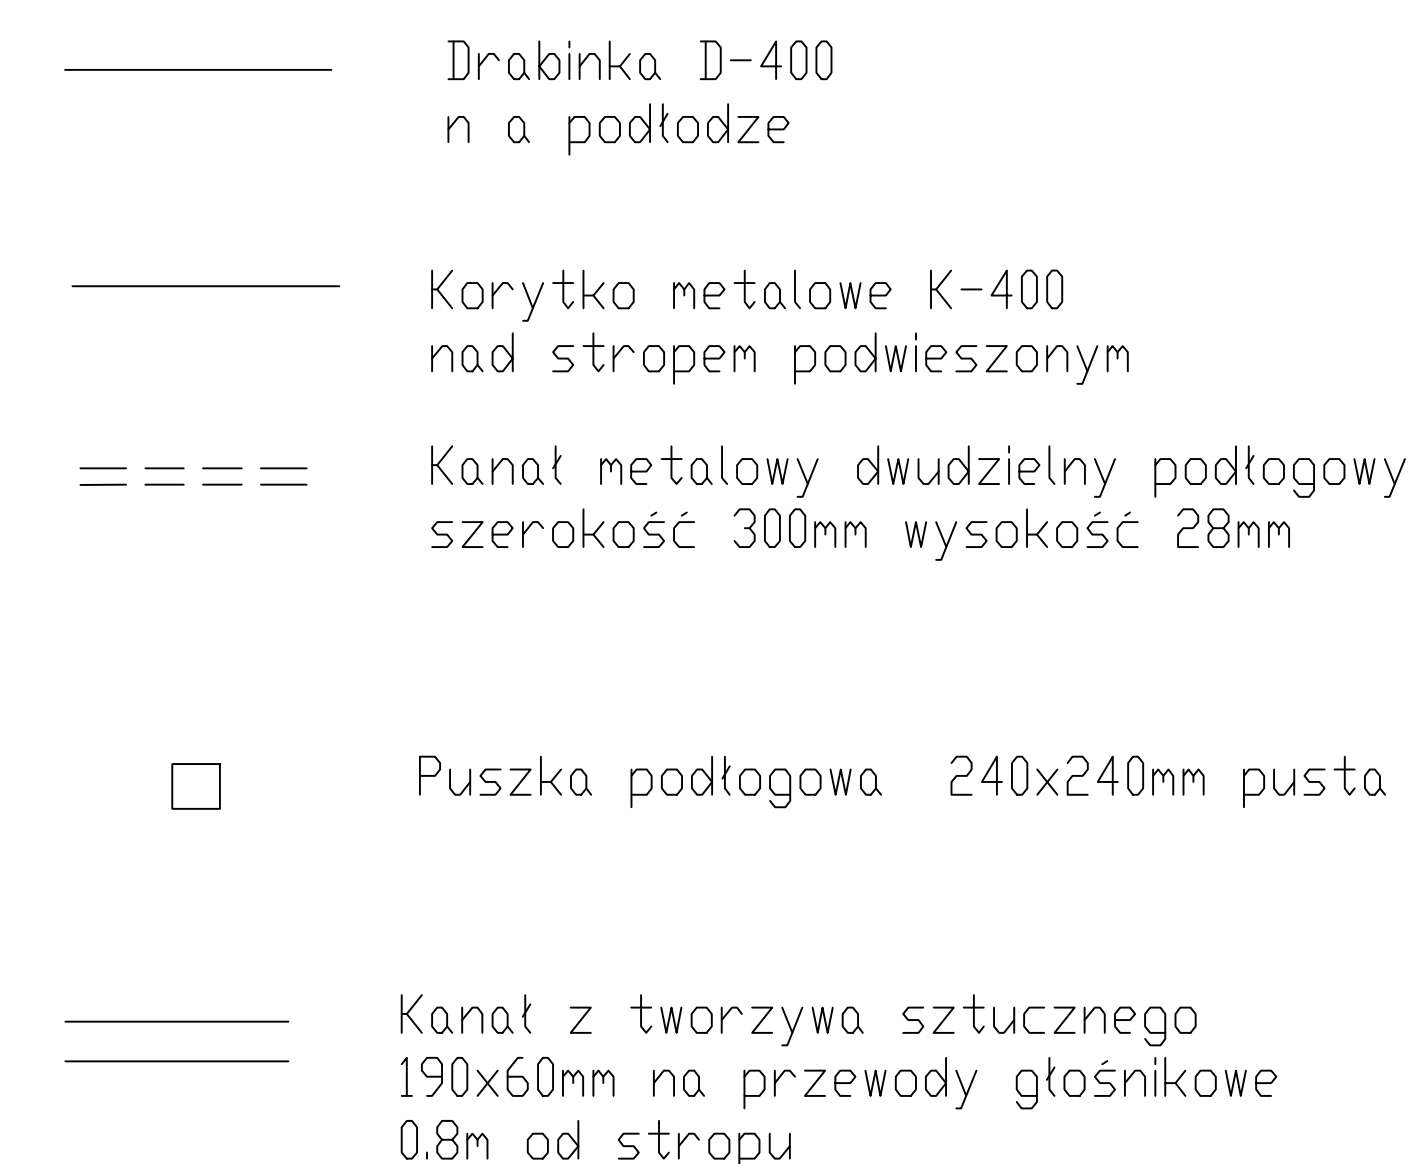 Drabinka D-400
n a podłodze
Korytko metalowe K-400
nad stropem podwieszonym
Kanał metalowy dwudzielny podłogowy
szerokość 300mm wysokość 28mm
Puszka podłogowa 240x240mm pusta
Kanał z tworzywa sztucznego
190x60mm na przewody głośnikowe
0.8m od stropu